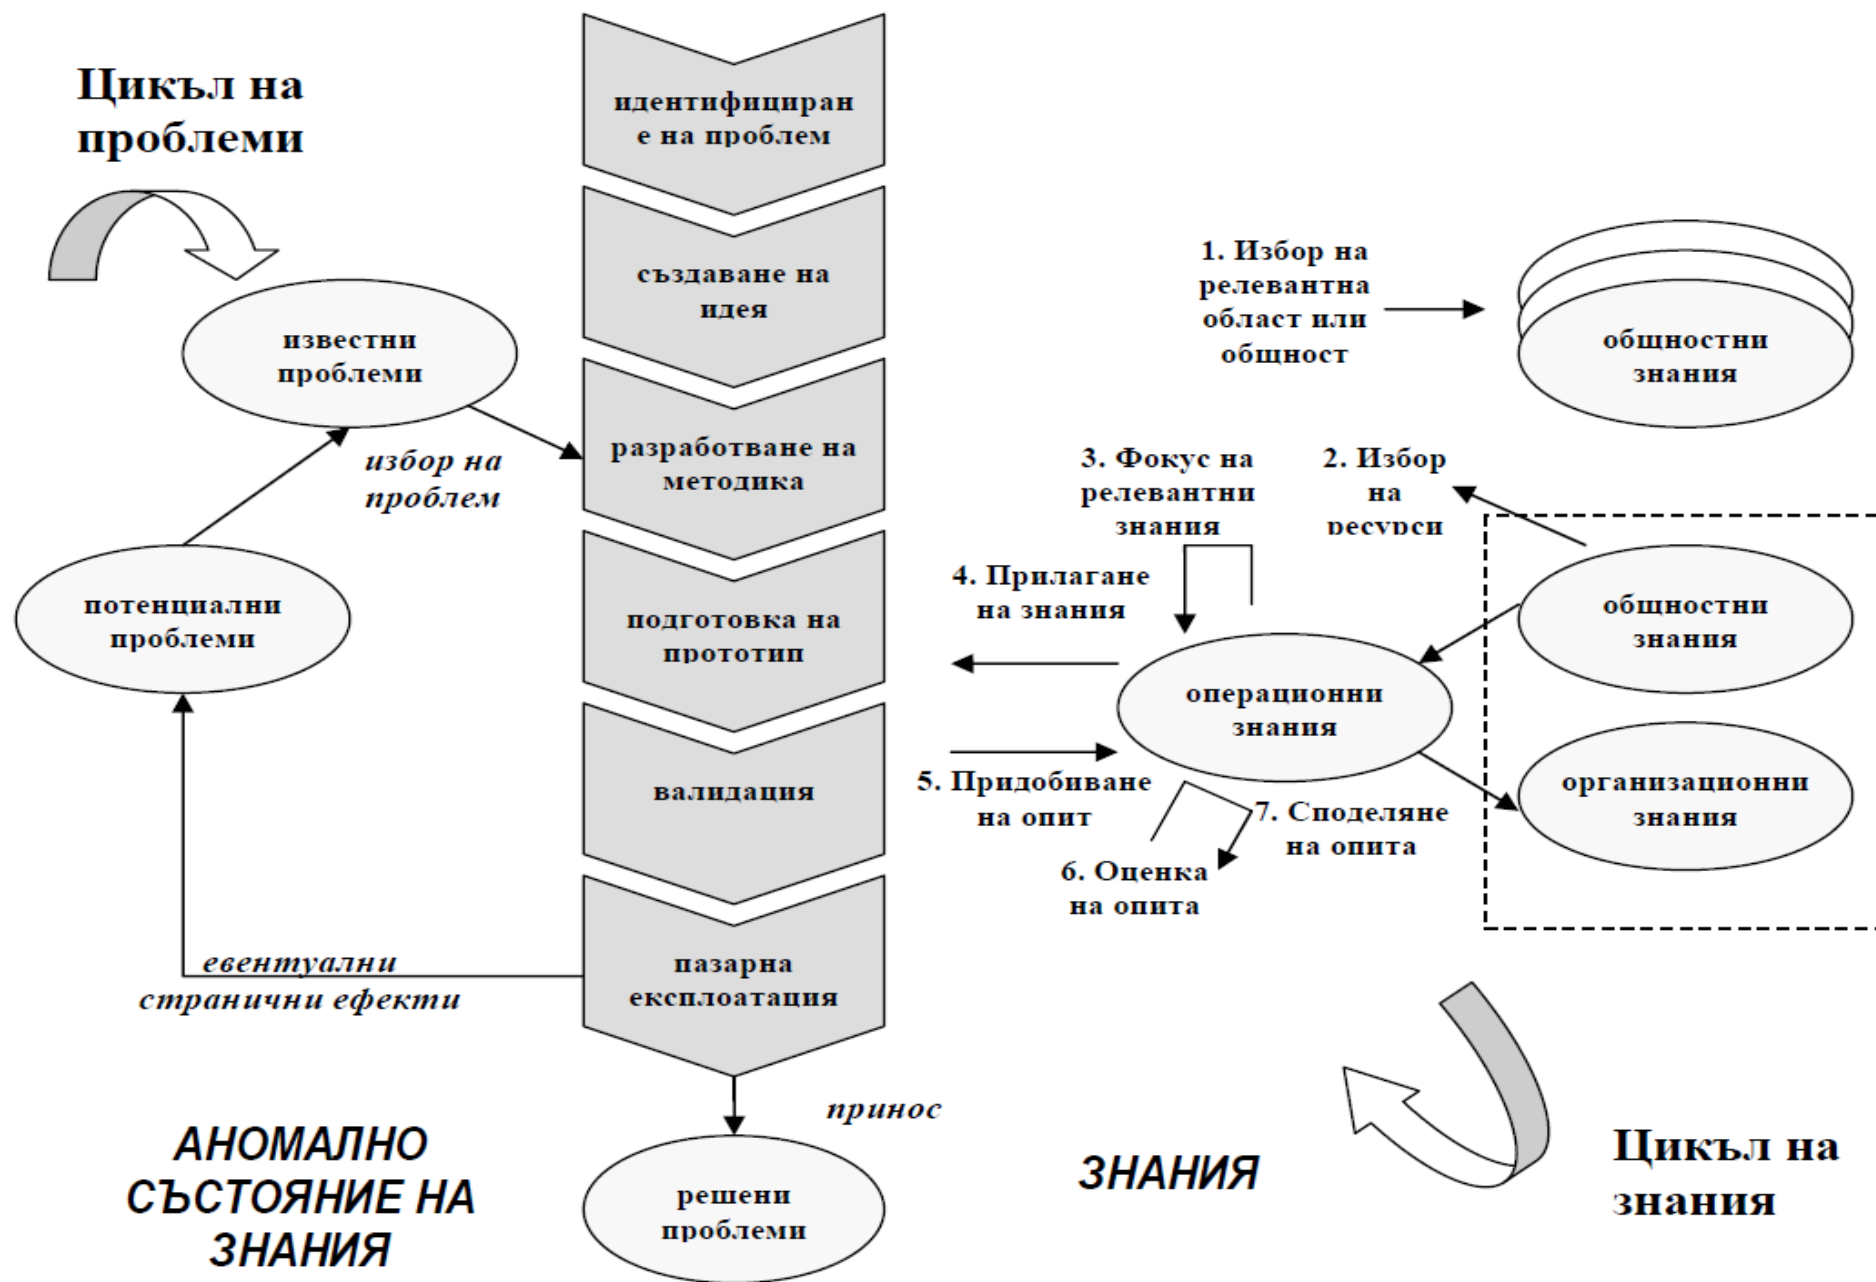 Цикъл на
проблеми
идентифициран
е на проблем
създаване на
идея
1. Избор на
релевантна
област или
общност
общностни
знания
известни
проблеми
избор на
проблем
разработване на
методика
3. Фокус на
релевантни
знания
2. Избор
на
ресурси
потенциални
проблеми
подготовка на
прототип
4. Прилагане
на знания
общностни
знания
операционни
знания
валидация
5. Придобиване
на опит
7. Споделяне
на опита
6. Оценка
на опита
организационни
знания
евентуални
странични ефекти
пазарна
експлоатация
принос
АНОМАЛНО
СЪСТОЯНИЕ НА
ЗНАНИЯ
решени
проблеми
ЗНАНИЯ
Цикъл на
знания